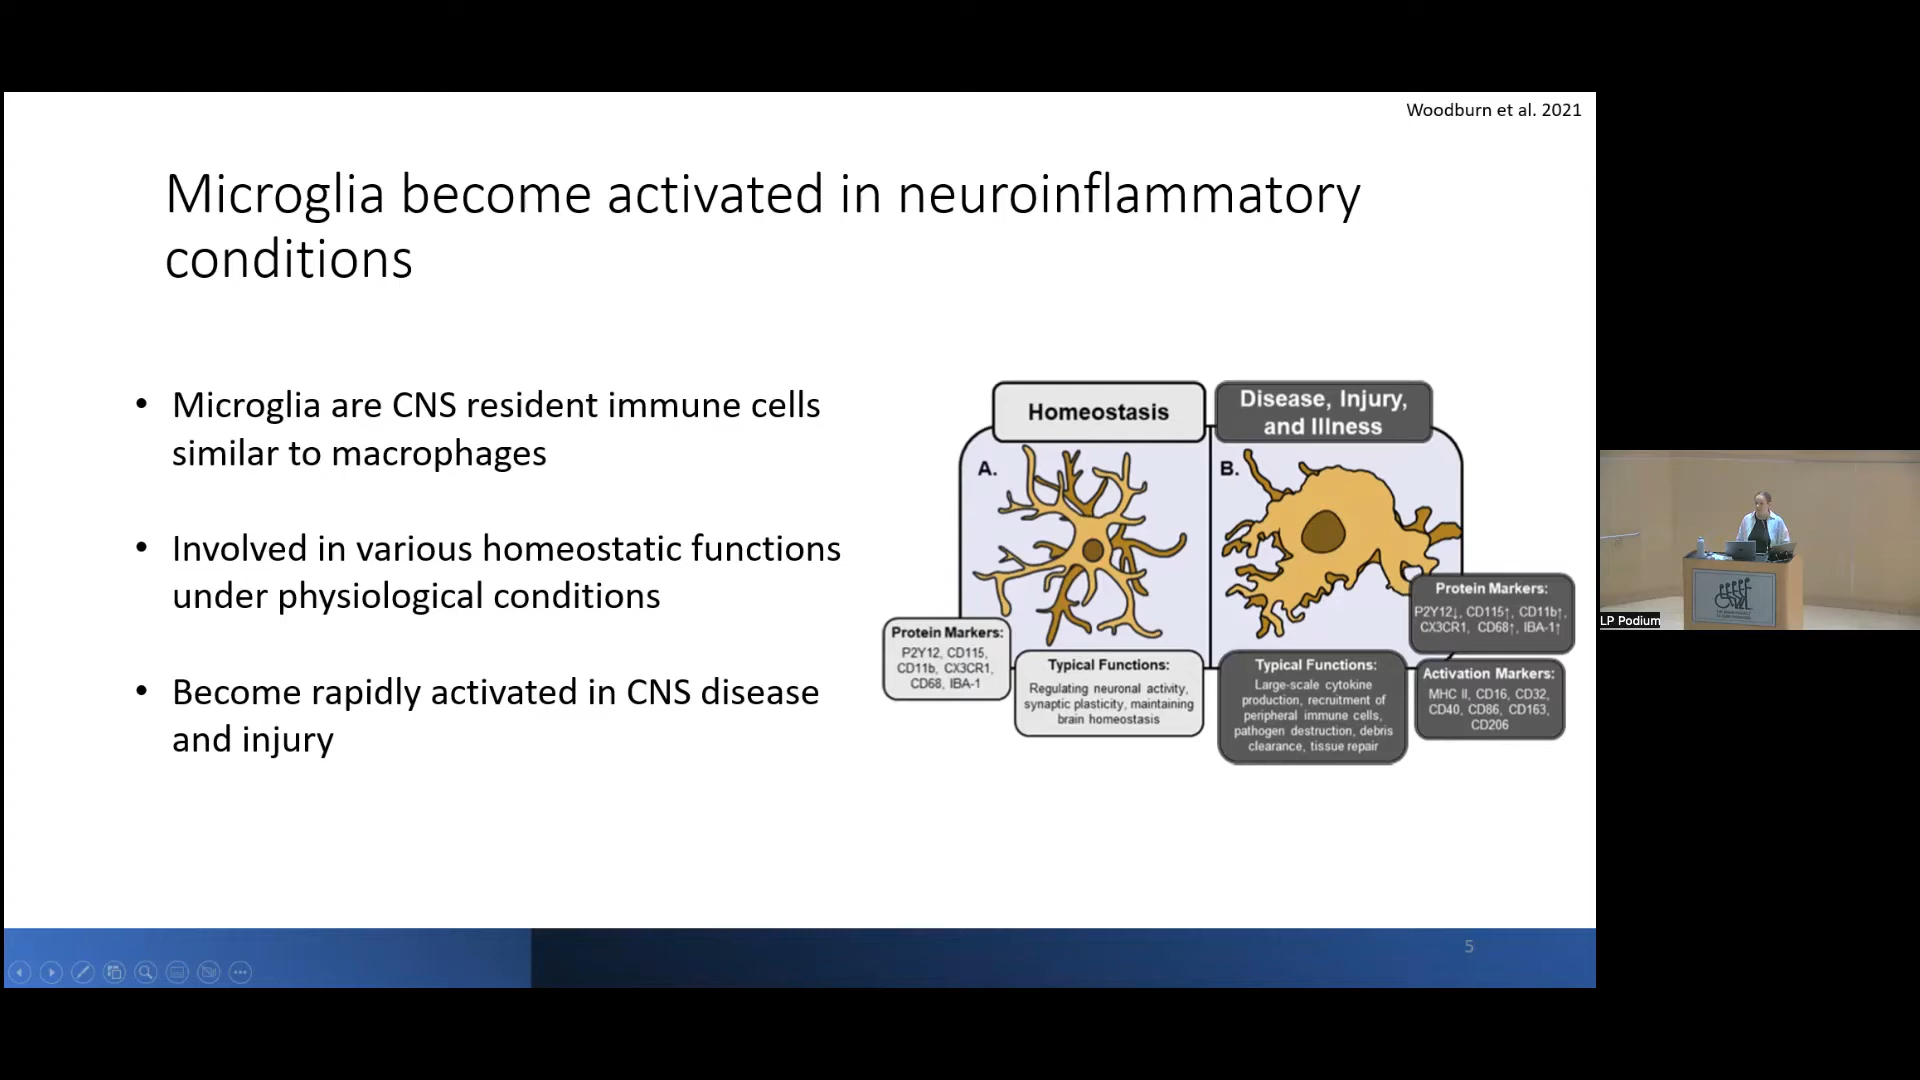 Woodburn et al. 2021
Microglia become activated in neuroinflammatory
conditions
• Microglia are CNS resident immune cells
similar to macrophages
• Involved in various homeostatic functions
under physiological conditions
• Become rapidly activated in CNS disease
and injury
Homeostasis
Disease, Injury,
and Illness
A.
B.
Protein Markers:
P2Y12, CD115,
CD11b, CX3CR1,
CD68, IBA-1
Typical Functions:
Regulating neuronal activity,
synaptic plasticity, maintaining
brain homeostasis
Typical Functions:
Large-scale cytokine
production, recruitment of
peripheral immune cells,
pathogen destruction, debris
clearance, tissue repair
Protein Markers:
P2Y12↓, CD115↑, CD11b↑,
CX3CR1, CD68↑, IBA-1↑
Activation Markers:
MHC II, CD16, CD32,
CD40, CD86, CD163,
CD206
5
LP Podium